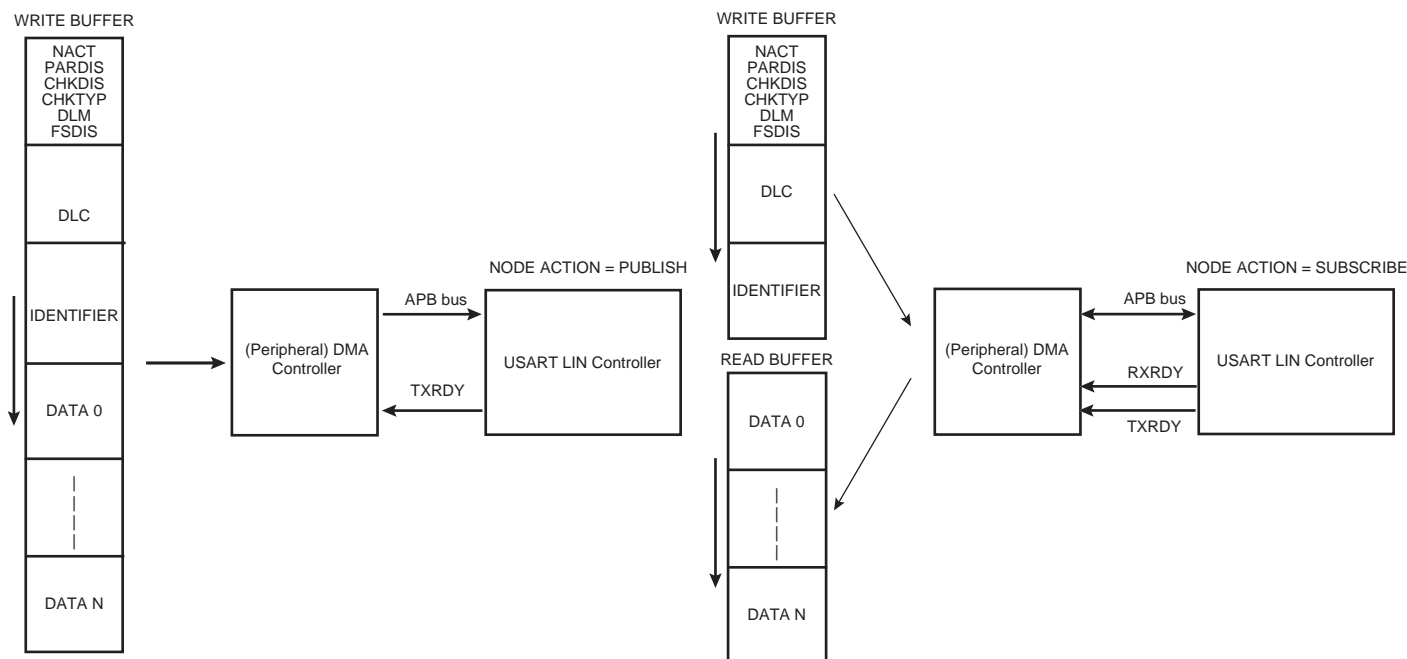 WRITE BUFFER
NACT
PARDIS
CHKDIS
CHKTYP
DLM
FSDIS
DLC
IDENTIFIER
DATA 0
DATA N
(Peripheral) DMA
Controller
APB bus
TXRDY
NODE ACTION = PUBLISH
USART LIN Controller
WRITE BUFFER
NACT
PARDIS
CHKDIS
CHKTYP
DLM
FSDIS
DLC
IDENTIFIER
READ BUFFER
DATA 0
DATA N
(Peripheral) DMA
Controller
APB bus
RXRDY
TXRDY
NODE ACTION = SUBSCRIBE
USART LIN Controller